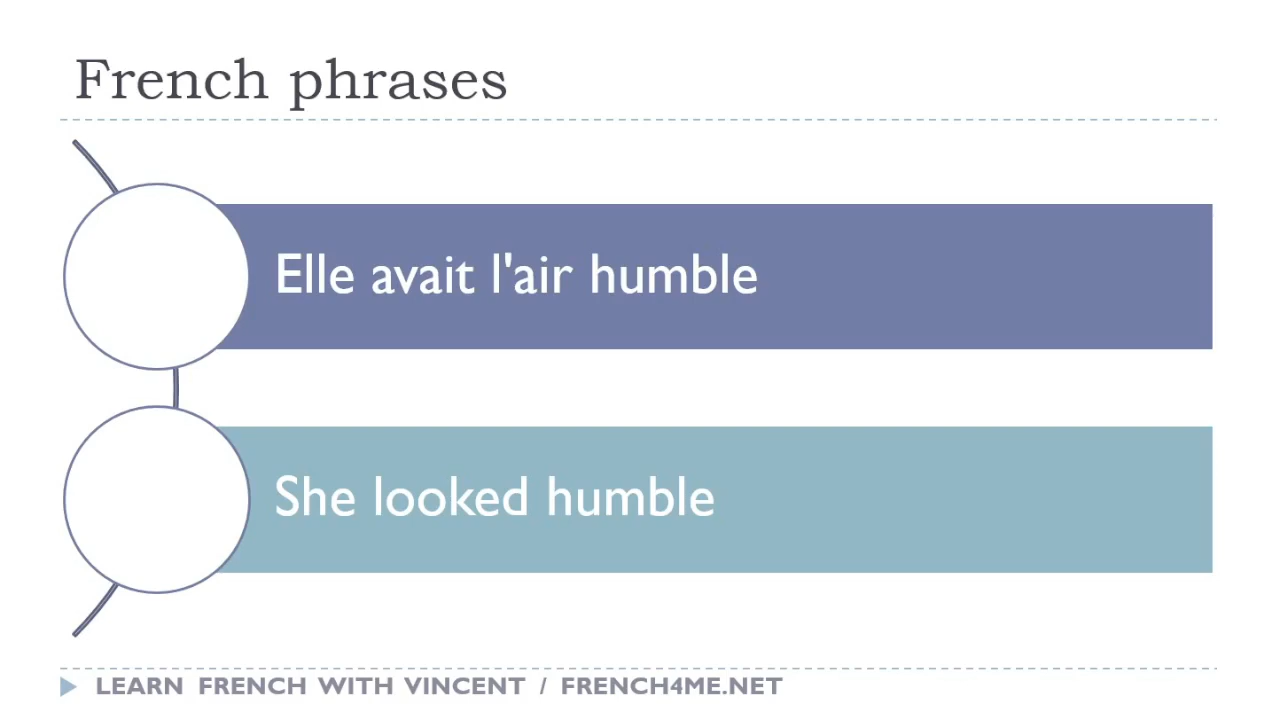 French phrases
Elle avait l'air humble
She looked humble
LEARN FRENCH WITH VINCENT / FRENCH4ME.NET